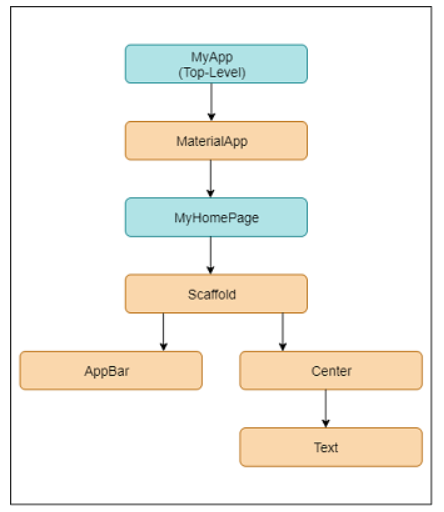 MyApp
(Top-Level)
MaterialApp
MyHomePage
Scaffold
AppBar
Center
Text